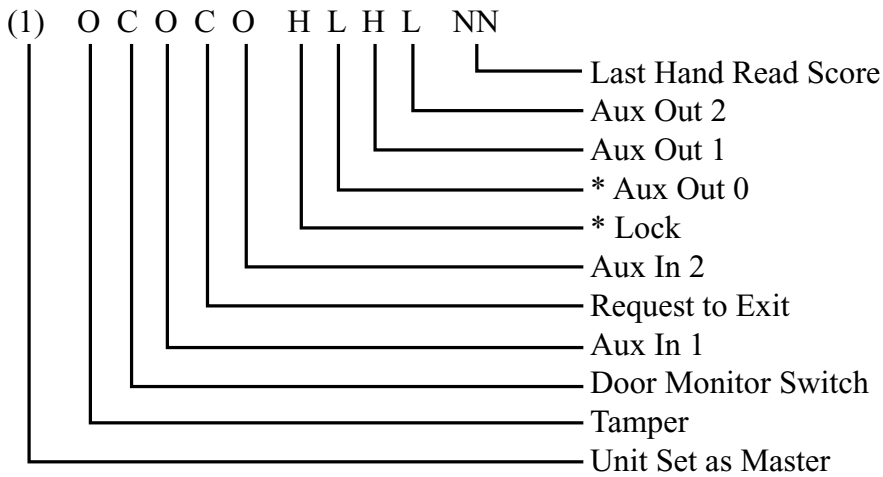 (1) O C O C O H L H L NN
Last Hand Read Score
Aux Out 2
Aux Out 1
* Aux Out 0
* Lock
Aux In 2
Request to Exit
Aux In 1
Door Monitor Switch
Tamper
Unit Set as Master